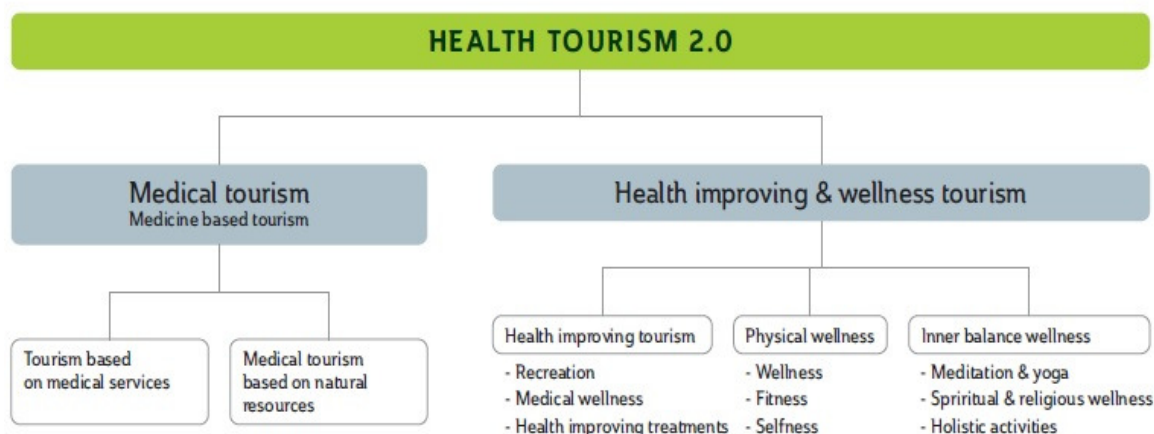 HEALTH TOURISM 2.0
Medical tourism
Medicine based tourism
Health improving & wellness tourism
Tourism based
on medical services
Medical tourism
based on natural
resources
Health improving tourism
- Recreation
- Medical wellness
- Health improving treatments
Physical wellness
- Wellness
- Fitness
- Selfness
Inner balance wellness
- Meditation & yoga
- Spriritual & religious wellness
- Holistic activities